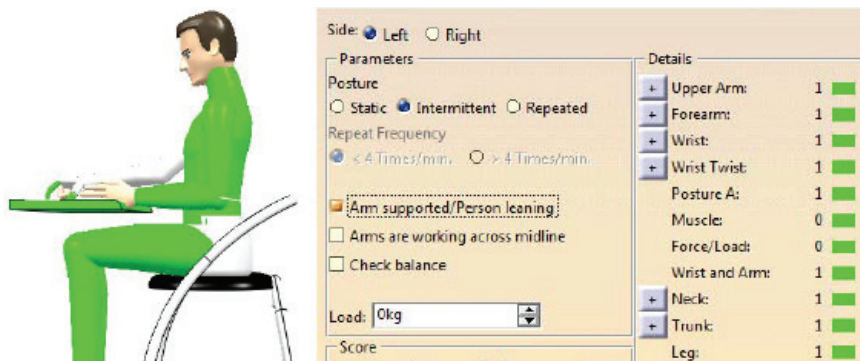 Side: Left Right
Parameters
Posture
Static Intermittent Repeated
Repeat Frequency
< 4 Times/min. > 4 Times/min.
Arm supported/Person leaning
Arms are working across midline
Check balance
Load: 0kg
Score
Details
+ Upper Arm: 1
+ Forearm: 1
+ Wrist: 1
+ Wrist Twist: 1
Posture A: 1
Muscle: 0
Force/Load: 0
Wrist and Arm: 1
+ Neck: 1
+ Trunk: 1
Leg: 1